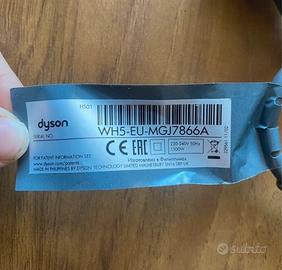 HS01
dyson
SERIAL NO.
WH5-EU-MGJ7866A
FOR PATENT INFORMATION SEE
www.dyson.com/patents
CE EAC
220-240V 50Hz
1300W
Изготовлено в Филиппинах
MADE IN PHILIPPINES BY DYSON TECHNOLOGY LIMITED MALMESBURY SN16 0RP UK
subito